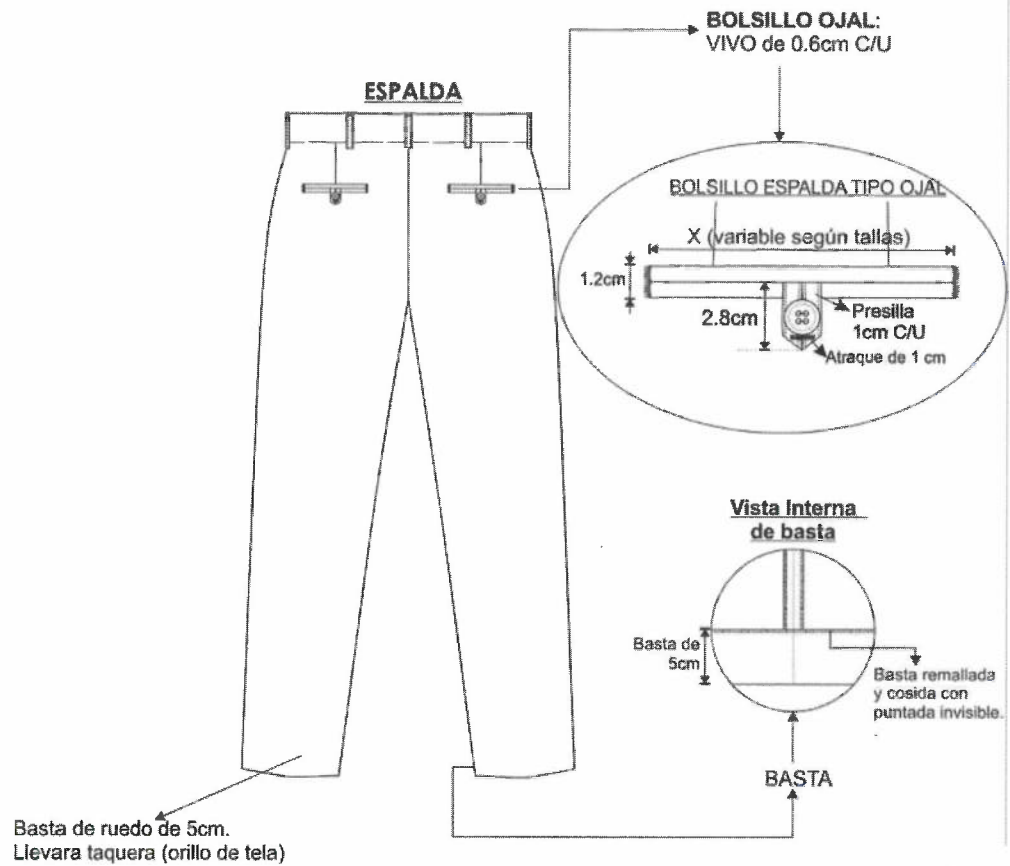 BOLSILLO OJAL:
VIVO de 0.6cm C/U
ESPALDA
BOLSILLO ESPALDA TIPO OJAL
X (variable según tallas)
1.2cm
2.8cm
Presilla
1cm C/U
Atraque de 1 cm
Vista Interna
de basta
Basta de
5cm
Basta remallada
y cosida con
puntada invisible.
BASTA
Basta de ruedo de 5cm.
Llevara taquera (orillo de tela)